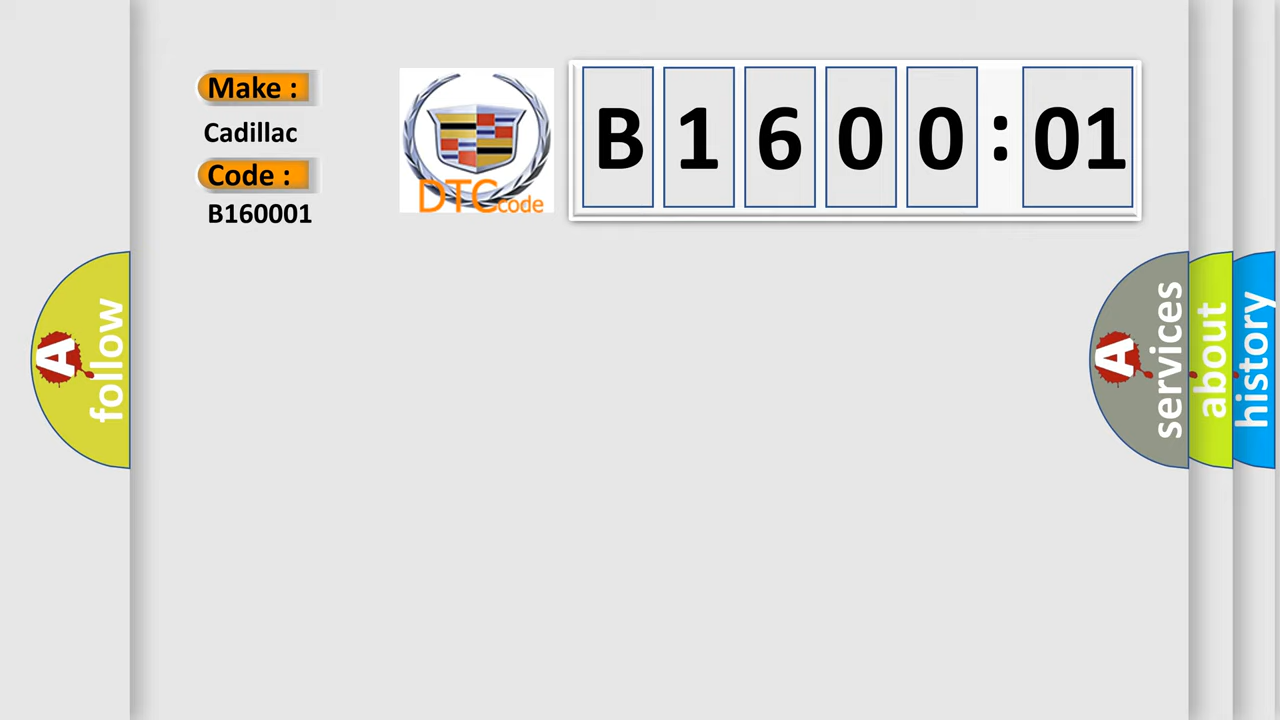 Make :
Cadillac
Code :
B160001
DTCcode
B 1 6 0 0 : 01
A follow
A services
about
history